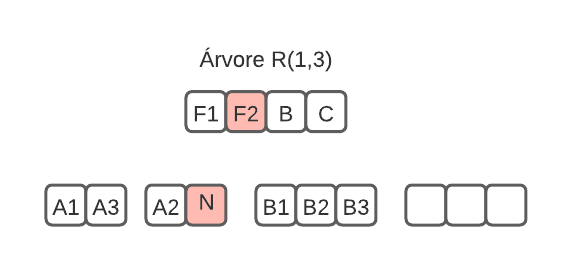 Árvore R(1,3)
F1 F2 B C
A1 A3 A2 N B1 B2 B3